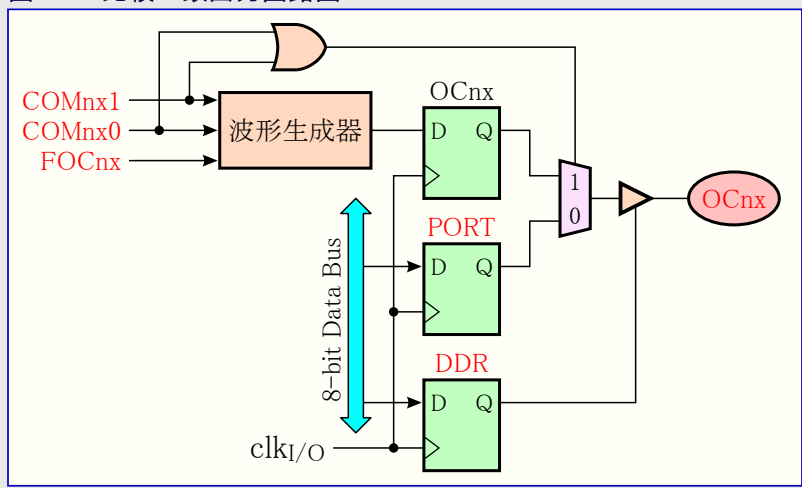 COMnx1
COMnx0
FOCnx
波形生成器
OCnx
D Q
1
0
OCnx
PORT
D Q
8-bit Data Bus
DDR
D Q
clkI/O